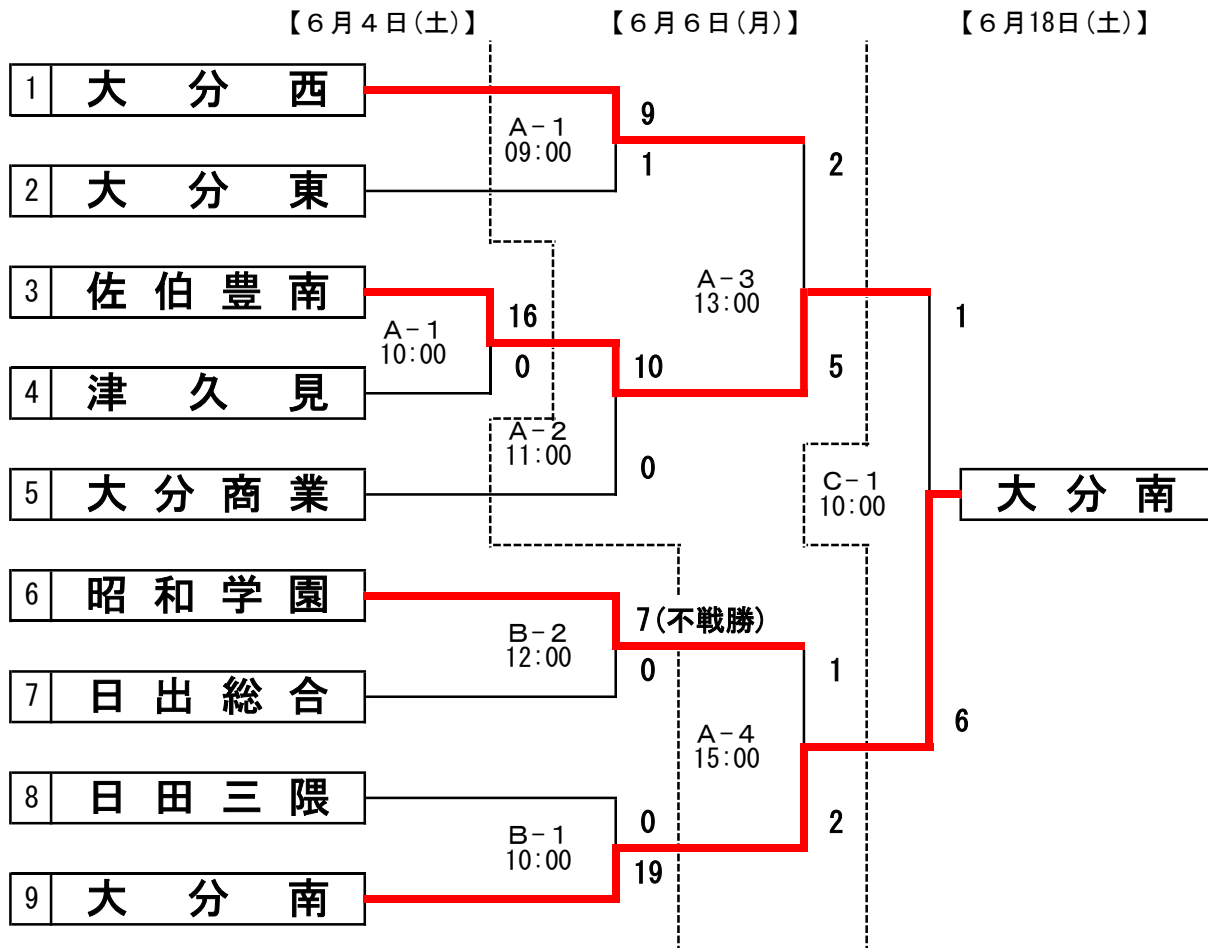 【６月４日(土)】 【６月６日(月)】 【６月18日(土)】
1 大分西
A-1
09:00
9
1
2 大分東
2
3 佐伯豊南
A-1
10:00
16
0
A-3
13:00
1
4 津久見
10
5
A-2
11:00
0
5 大分商業
C-1
10:00
大分南
6 昭和学園
7(不戦勝)
B-2
12:00
0
1
7 日出総合
A-4
15:00
6
8 日田三隈
0
2
B-1
10:00
19
9 大分南